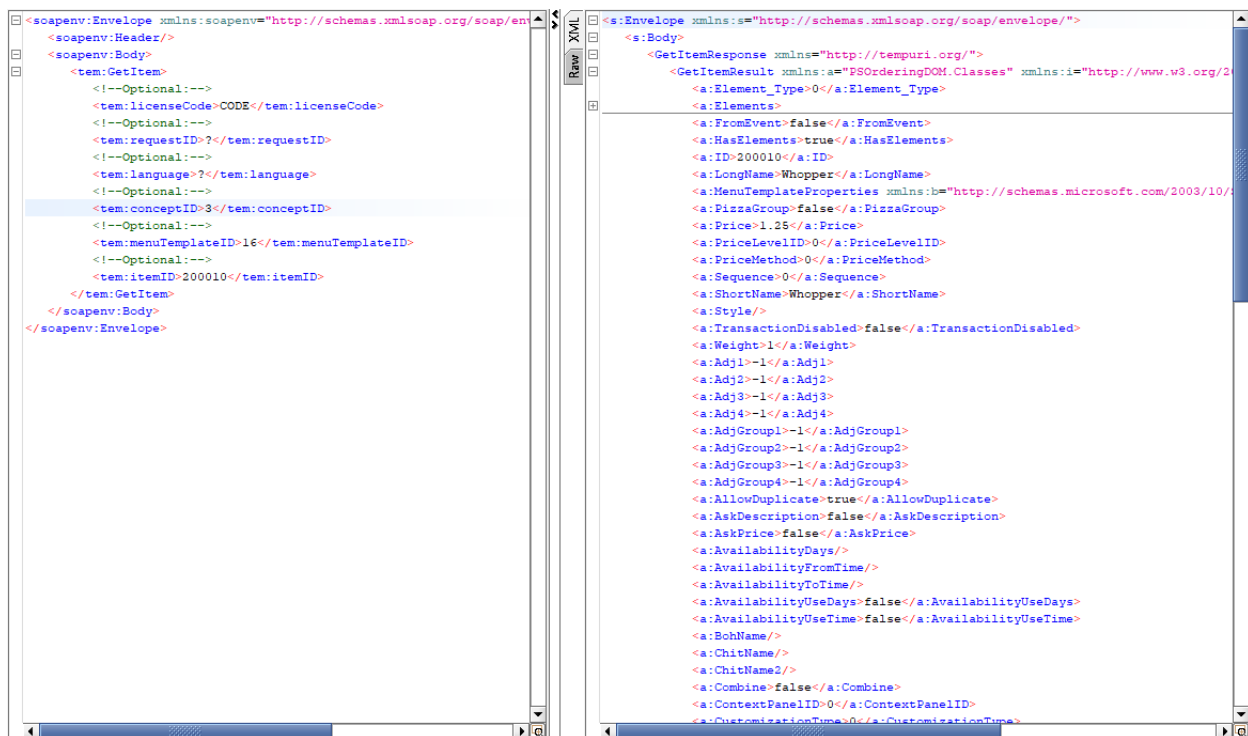 <soapenv:Envelope xmlns:soapenv="http://schemas.xmlsoap.org/soap/env
<soapenv:Header/>
<soapenv:Body>
<tem:GetItem>
<!--Optional:-->
<tem:licenseCode>CODE</tem:licenseCode>
<!--Optional:-->
<tem:requestID>?</tem:requestID>
<!--Optional:-->
<tem:language>?</tem:language>
<!--Optional:-->
<tem:conceptID>3</tem:conceptID>
<!--Optional:-->
<tem:menuTemplateID>16</tem:menuTemplateID>
<!--Optional:-->
<tem:itemID>200010</tem:itemID>
</tem:GetItem>
</soapenv:Body>
</soapenv:Envelope>
XML
Raw
<s:Envelope xmlns:s="http://schemas.xmlsoap.org/soap/envelope/">
<s:Body>
<GetItemResponse xmlns="http://tempuri.org/">
<GetItemResult xmlns:a="PSOrderingDOM.Classes" xmlns:i="http://www.w3.org/20
<a:Element_Type>0</a:Element_Type>
<a:Elements>
<a:FromEvent>false</a:FromEvent>
<a:HasElements>true</a:HasElements>
<a:ID>200010</a:ID>
<a:LongName>Whopper</a:LongName>
<a:MenuTemplateProperties xmlns:b="http://schemas.microsoft.com/2003/10/
<a:PizzaGroup>false</a:PizzaGroup>
<a:Price>1.25</a:Price>
<a:PriceLevelID>0</a:PriceLevelID>
<a:PriceMethod>0</a:PriceMethod>
<a:Sequence>0</a:Sequence>
<a:ShortName>Whopper</a:ShortName>
<a:Style/>
<a:TransactionDisabled>false</a:TransactionDisabled>
<a:Weight>1</a:Weight>
<a:Adj1>-1</a:Adj1>
<a:Adj2>-1</a:Adj2>
<a:Adj3>-1</a:Adj3>
<a:Adj4>-1</a:Adj4>
<a:AdjGroup1>-1</a:AdjGroup1>
<a:AdjGroup2>-1</a:AdjGroup2>
<a:AdjGroup3>-1</a:AdjGroup3>
<a:AdjGroup4>-1</a:AdjGroup4>
<a:AllowDuplicate>true</a:AllowDuplicate>
<a:AskDescription>false</a:AskDescription>
<a:AskPrice>false</a:AskPrice>
<a:AvailabilityDays/>
<a:AvailabilityFromTime/>
<a:AvailabilityToTime/>
<a:AvailabilityUseDays>false</a:AvailabilityUseDays>
<a:AvailabilityUseTime>false</a:AvailabilityUseTime>
<a:BohName/>
<a:ChitName/>
<a:ChitName2/>
<a:Combine>false</a:Combine>
<a:ContextPanelID>0</a:ContextPanelID>
<a:CustomizationType>0</a:CustomizationType>